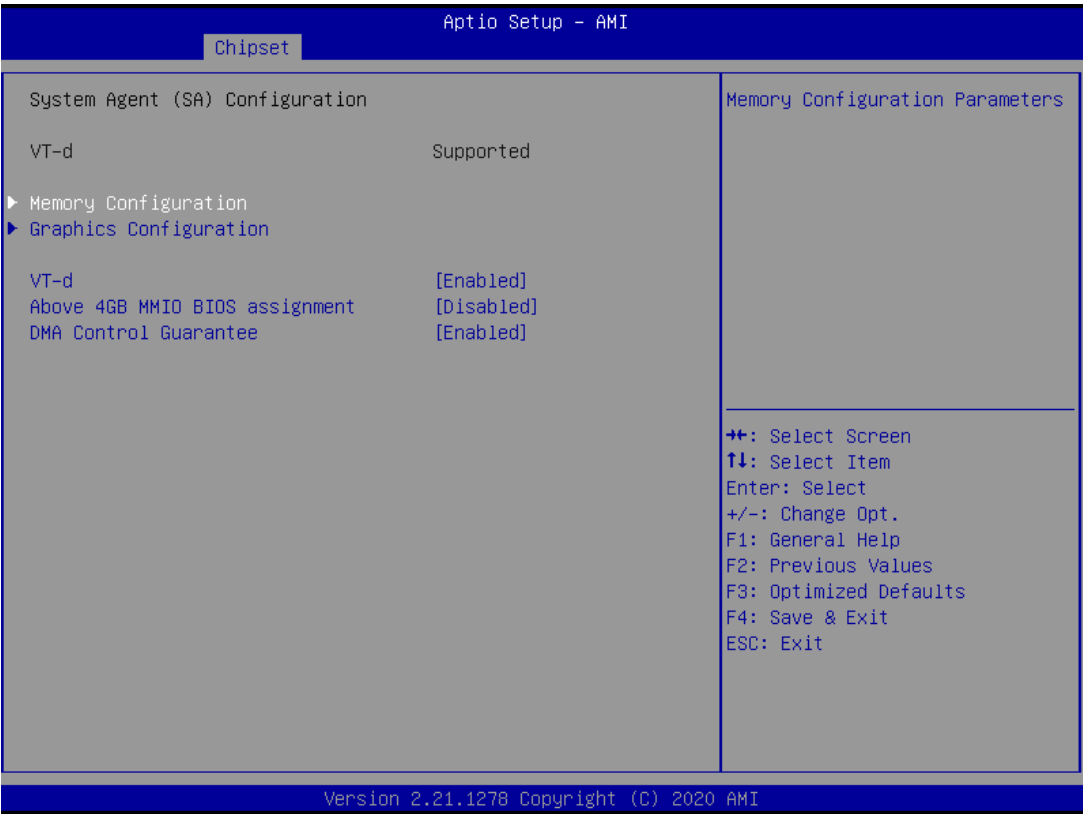 Aptio Setup – AMI
Chipset
System Agent (SA) Configuration
VT-d Supported
Memory Configuration
Graphics Configuration
VT-d [Enabled]
Above 4GB MMIO BIOS assignment [Disabled]
DMA Control Guarantee [Enabled]
Memory Configuration Parameters
→←: Select Screen
↑↓: Select Item
Enter: Select
+/-: Change Opt.
F1: General Help
F2: Previous Values
F3: Optimized Defaults
F4: Save & Exit
ESC: Exit
Version 2.21.1278 Copyright (C) 2020 AMI